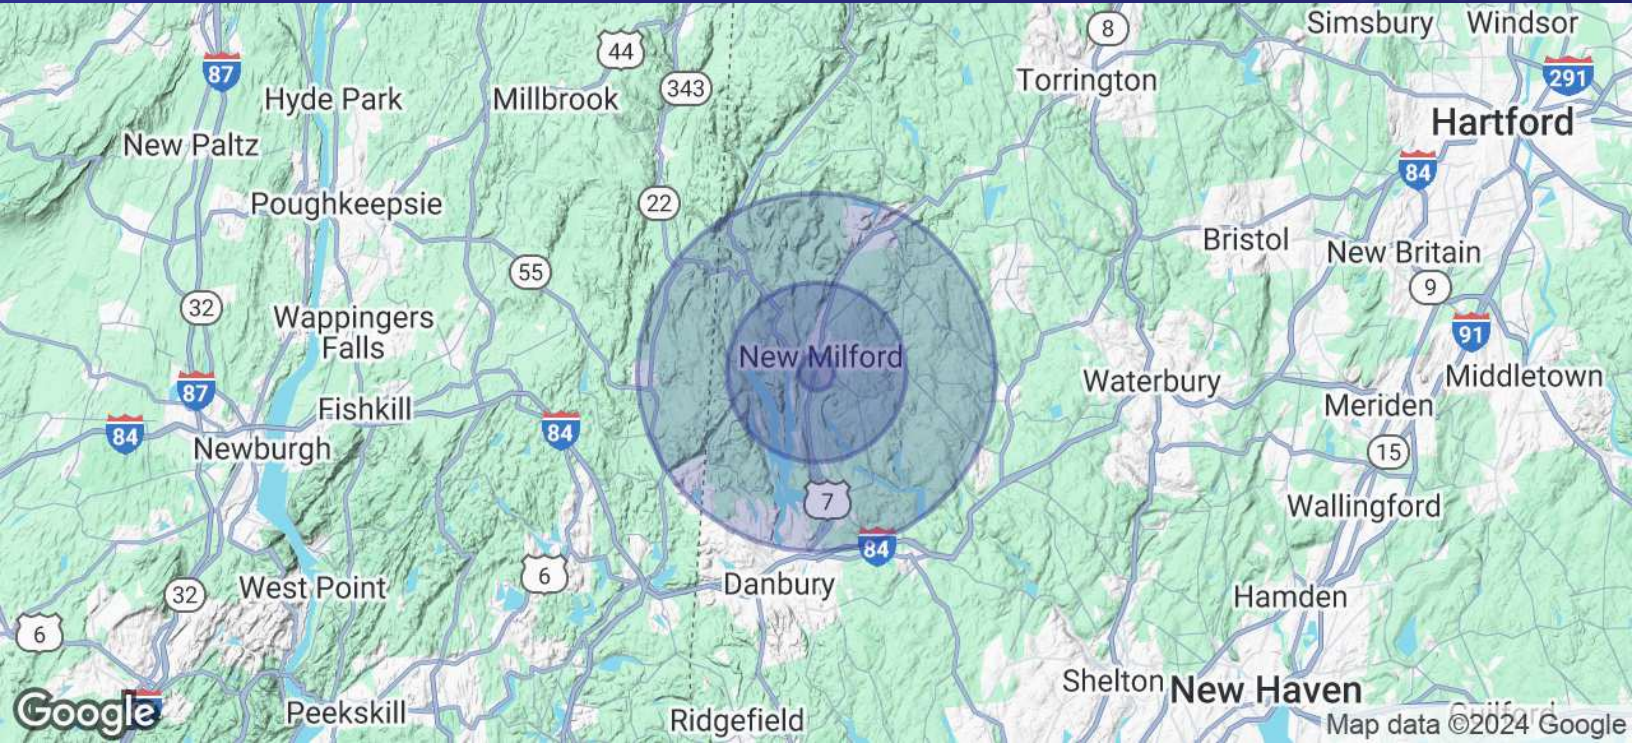 Simsbury
Windsor
8
44
87
291
Torrington
343
Hyde Park
Millbrook
Hartford
New Paltz
84
22
Poughkeepsie
Bristol
New Britain
55
9
32
Wappingers
Falls
91
New Milford
Middletown
87
Waterbury
Meriden
Fishkill
84
84
Newburgh
15
7
Wallingford
84
6
Danbury
West Point
32
Hamden
6
Shelton
New Haven
Google
Peekskill
Ridgefield
Guilford
Map data ©2024 Google